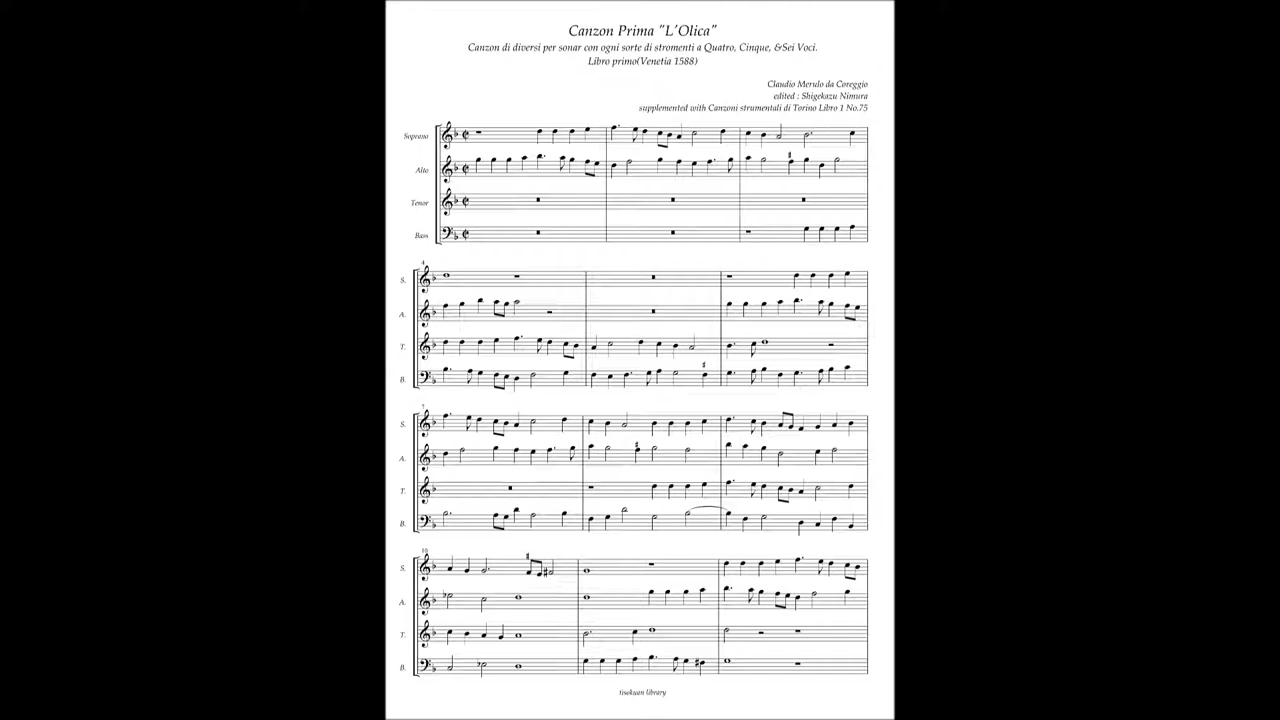 Canzon Prima "L'Olica"
Canzon di diversi per sonar con ogni sorte di stromenti a Quatro, Cinque, &Sei Voci.
Libro primo(Venetia 1588)
Claudio Merulo da Coreggio
edited : Shigekazu Nimura
supplemented with Canzoni strumentali di Torino Libro 1 No.75
Soprano
Alto
Tenor
Bass
4
S.
A.
T.
B.
7
S.
A.
T.
B.
10
S.
A.
T.
B.
tisekuan library